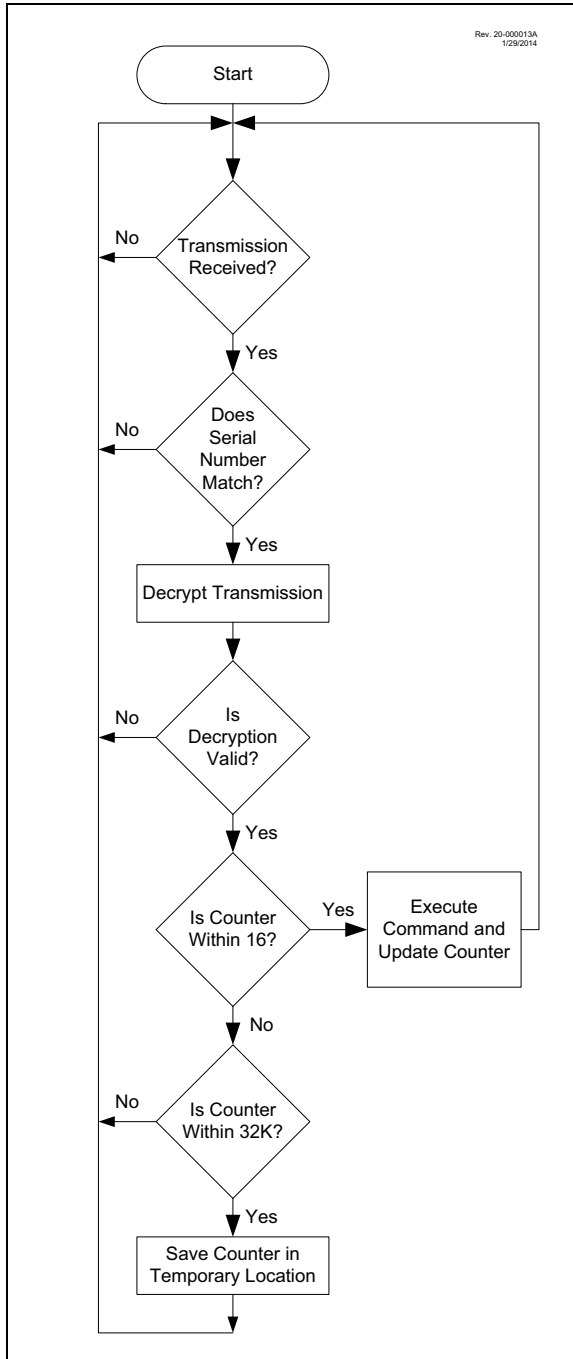 Rev. 20-000013A
1/29/2014
Start
No
Transmission
Received?
Yes
No
Does
Serial
Number
Match?
Yes
Decrypt Transmission
No
Is
Decryption
Valid?
Yes
Is Counter
Within 16?
Yes
Execute
Command and
Update Counter
No
No
Is Counter
Within 32K?
Yes
Save Counter in
Temporary Location